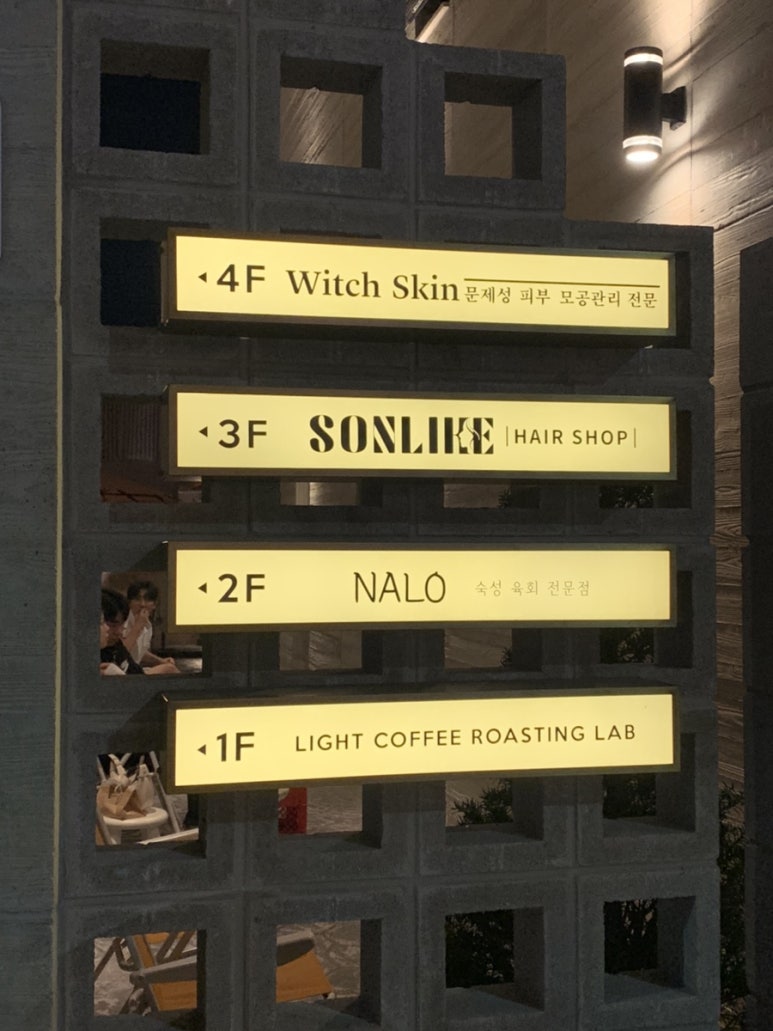 ◂4F Witch Skin 문제성 피부 모공관리 전문
◂3F SONLIKE |HAIR SHOP|
◂2F NALO 숙성 육회 전문점
◂1F LIGHT COFFEE ROASTING LAB